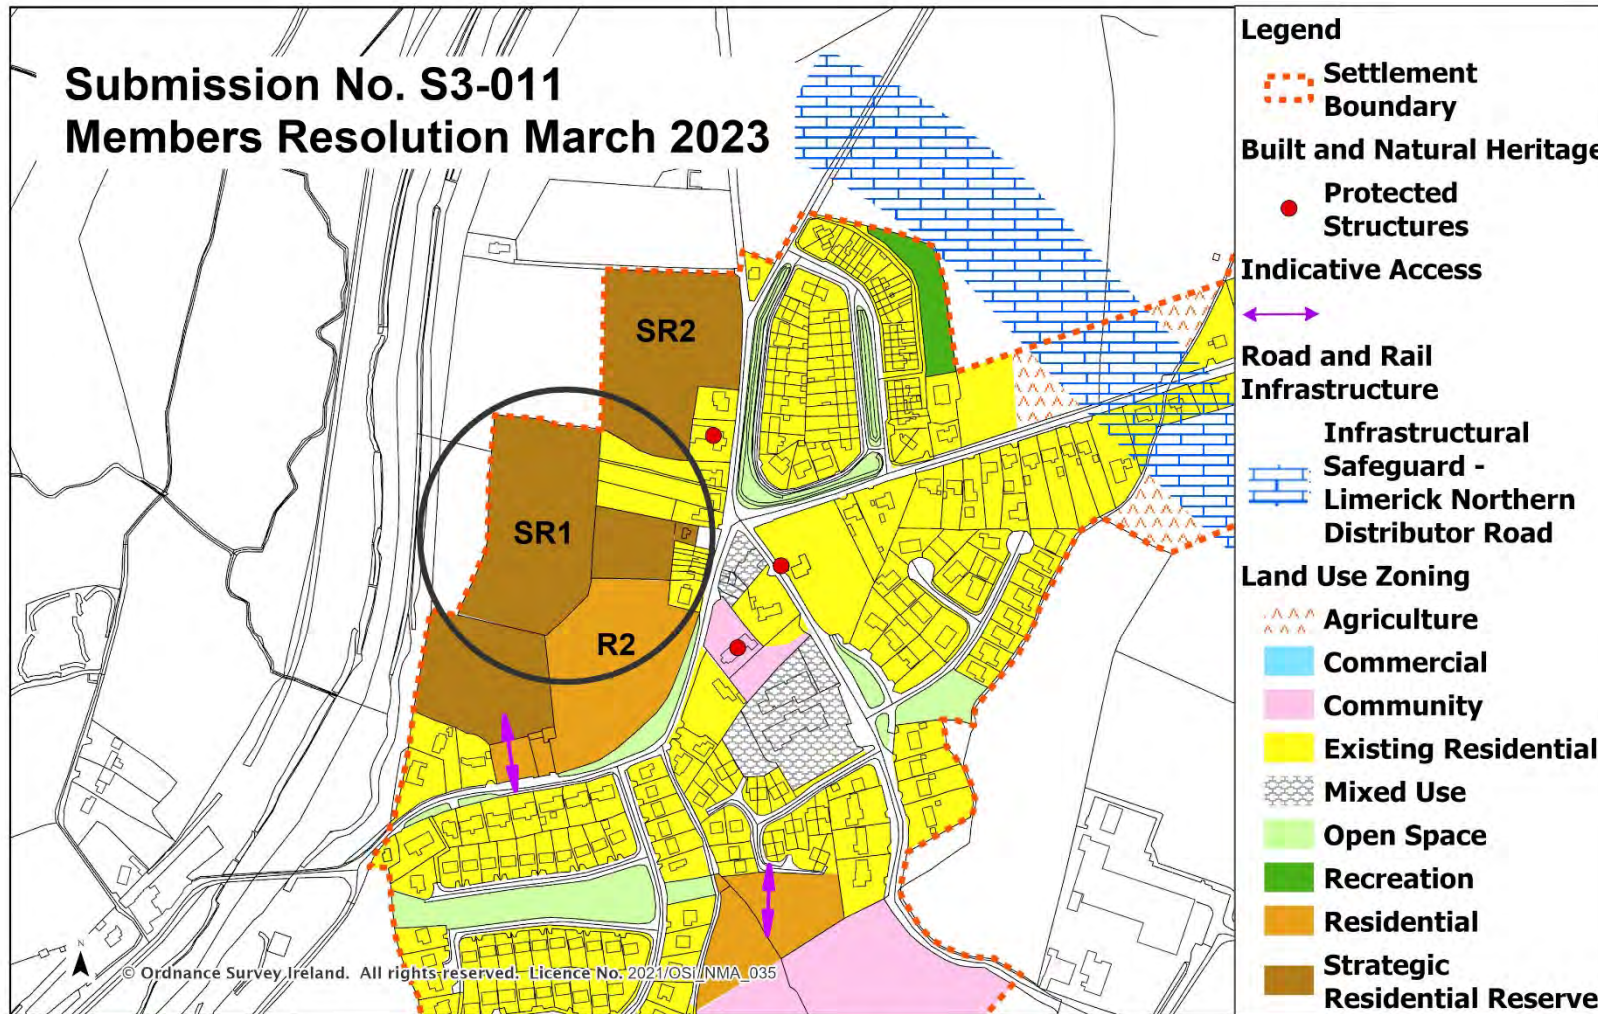 Submission No. S3-011
Members Resolution March 2023
SR2
SR1
R2
N
© Ordnance Survey Ireland. All rights reserved. Licence No. 2021/OSi_NMA_035
Legend
Settlement
Boundary
Built and Natural Heritage
Protected
Structures
Indicative Access
Road and Rail
Infrastructure
Infrastructural
Safeguard -
Limerick Northern
Distributor Road
Land Use Zoning
Agriculture
Commercial
Community
Existing Residential
Mixed Use
Open Space
Recreation
Residential
Strategic
Residential Reserve